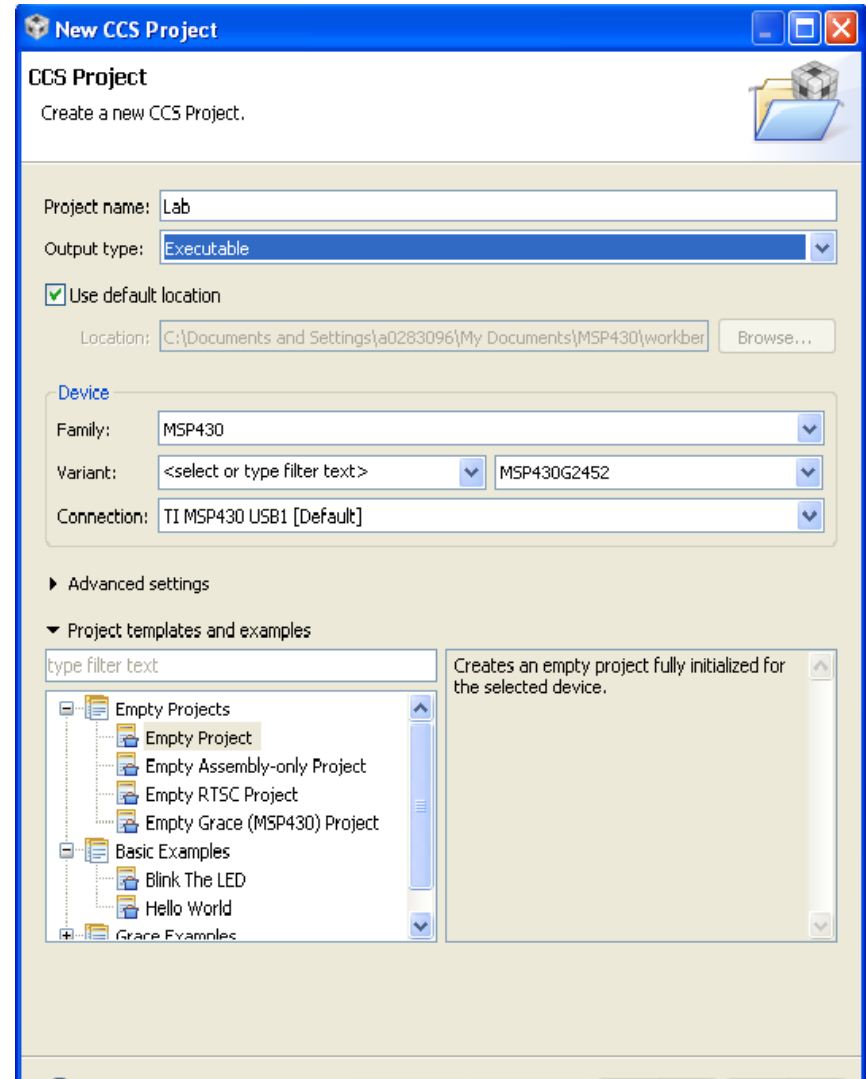 New CCS Project
CCS Project
Create a new CCS Project.
Project name: Lab
Output type: Executable
Use default location
Location: C:\Documents and Settings\a0283096\My Documents\MSP430\workber Browse...
Device
Family: MSP430
Variant: <select or type filter text> MSP430G2452
Connection: TI MSP430 USB1 [Default]
Advanced settings
Project templates and examples
type filter text
Creates an empty project fully initialized for
the selected device.
Empty Projects
Empty Project
Empty Assembly-only Project
Empty RTSC Project
Empty Grace (MSP430) Project
Basic Examples
Blink The LED
Hello World
Grace Examples